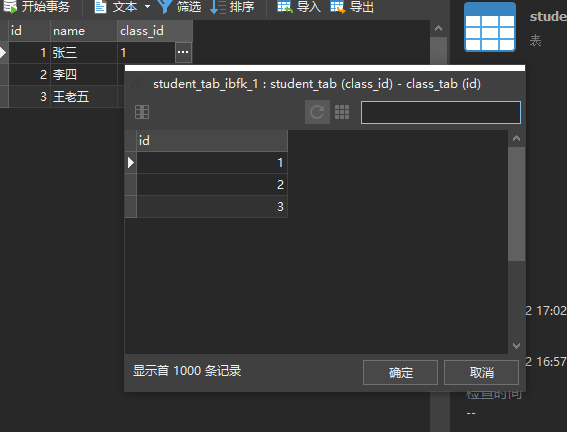 开始事务 文本 筛选 排序 导入 导出
id name class_id
1 张三 1 ...
2 李四
3 王老五
stude
表
student_tab_ibfk_1 : student_tab (class_id) - class_tab (id)
id
1
2
3
2 17:02
2 16:57
显示首 1000 条记录
确定 取消
检查时间
--